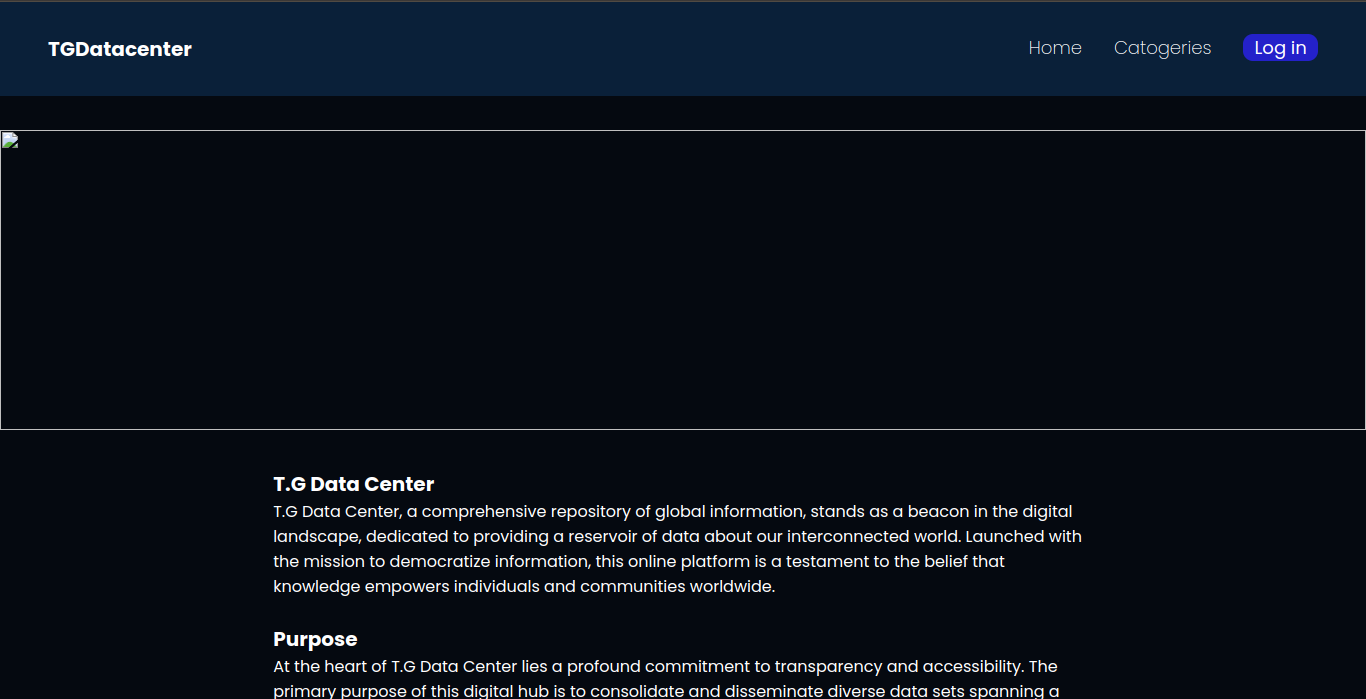 TGDatacenter
Home
Catogeries
Log in
T.G Data Center
T.G Data Center, a comprehensive repository of global information, stands as a beacon in the digital
landscape, dedicated to providing a reservoir of data about our interconnected world. Launched with
the mission to democratize information, this online platform is a testament to the belief that
knowledge empowers individuals and communities worldwide.
Purpose
At the heart of T.G Data Center lies a profound commitment to transparency and accessibility. The
primary purpose of this digital hub is to consolidate and disseminate diverse data sets spanning a